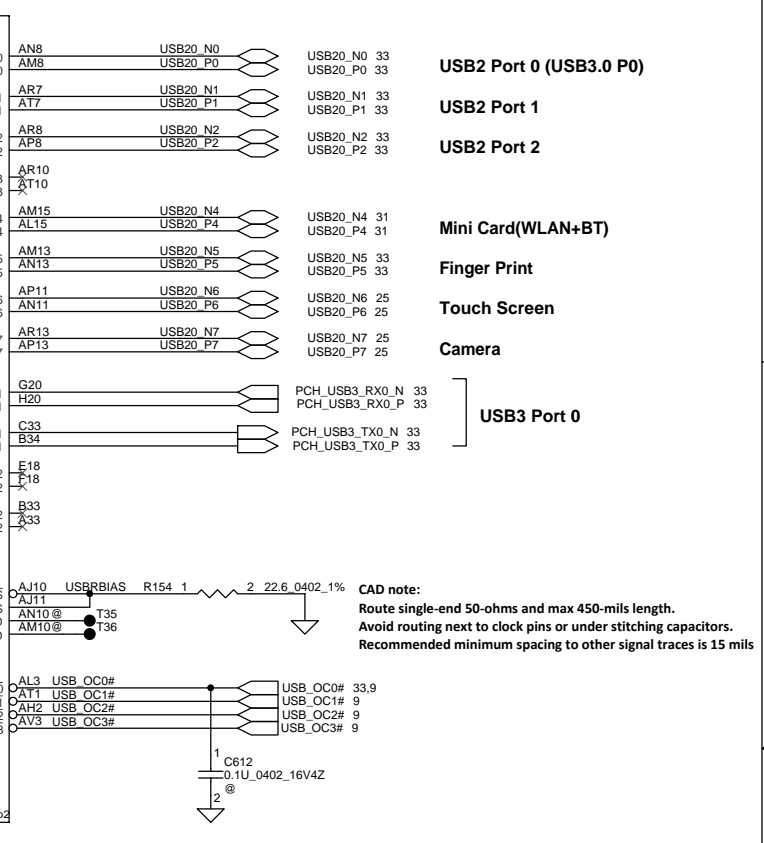 AN8 USB20_N0 USB20_N0 33
AM8 USB20_P0 USB20_P0 33
USB2 Port 0 (USB3.0 P0)
AR7 USB20_N1 USB20_N1 33
AT7 USB20_P1 USB20_P1 33
USB2 Port 1
AR8 USB20_N2 USB20_N2 33
AP8 USB20_P2 USB20_P2 33
USB2 Port 2
AR10
AT10
AM15 USB20_N4 USB20_N4 31
AL15 USB20_P4 USB20_P4 31
Mini Card(WLAN+BT)
AM13 USB20_N5 USB20_N5 33
AN13 USB20_P5 USB20_P5 33
Finger Print
AP11 USB20_N6 USB20_N6 25
AN11 USB20_P6 USB20_P6 25
Touch Screen
AR13 USB20_N7 USB20_N7 25
AP13 USB20_P7 USB20_P7 25
Camera
G20 PCH_USB3_RX0_N 33
H20 PCH_USB3_RX0_P 33
USB3 Port 0
C33 PCH_USB3_TX0_N 33
B34 PCH_USB3_TX0_P 33
E18
F18
B33
A33
AJ10 USBRBIAS R154 1 2 22.6_0402_1%
AJ11
AN10 @ T35
AM10 @ T36
CAD note:
Route single-end 50-ohms and max 450-mils length.
Avoid routing next to clock pins or under stitching capacitors.
Recommended minimum spacing to other signal traces is 15 mils
AL3 USB_OC0# USB_OC0# 33,9
AT1 USB_OC1# USB_OC1# 9
AH2 USB_OC2# USB_OC2# 9
AV3 USB_OC3# USB_OC3# 9
1
C612
0.1U_0402_16V4Z
@
2